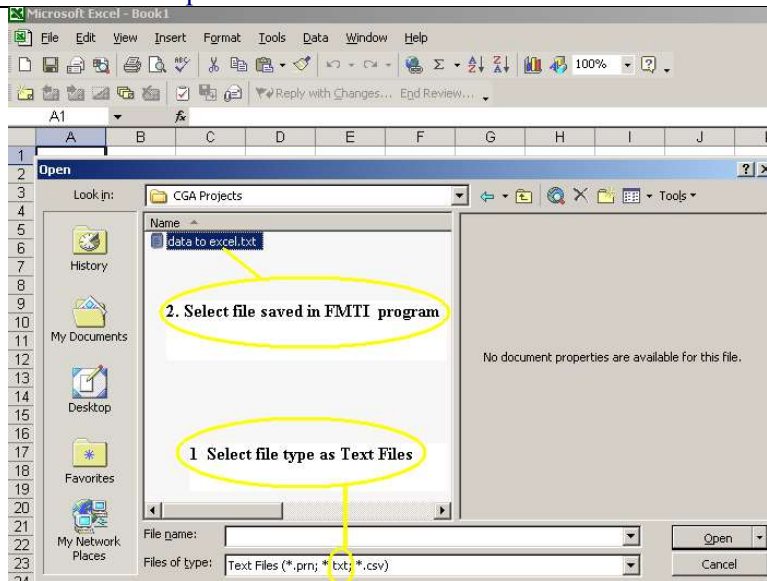 Microsoft Excel - Book1
File Edit View Insert Format Tools Data Window Help
100%
Reply with Changes... End Review...
A1 fx
A B C D E F G H I J
1
2
3
4
5
6
7
8
9
10
11
12
13
14
15
16
17
18
19
20
21
22
23
Open
Look in: CGA Projects Tools
Name
data to excel.txt
History
My Documents
Desktop
Favorites
My Network Places
2. Select file saved in FMTI program
No document properties are available for this file.
1 Select file type as Text Files
File name: Open
Files of type: Text Files (*.prn; *.txt; *.csv) Cancel